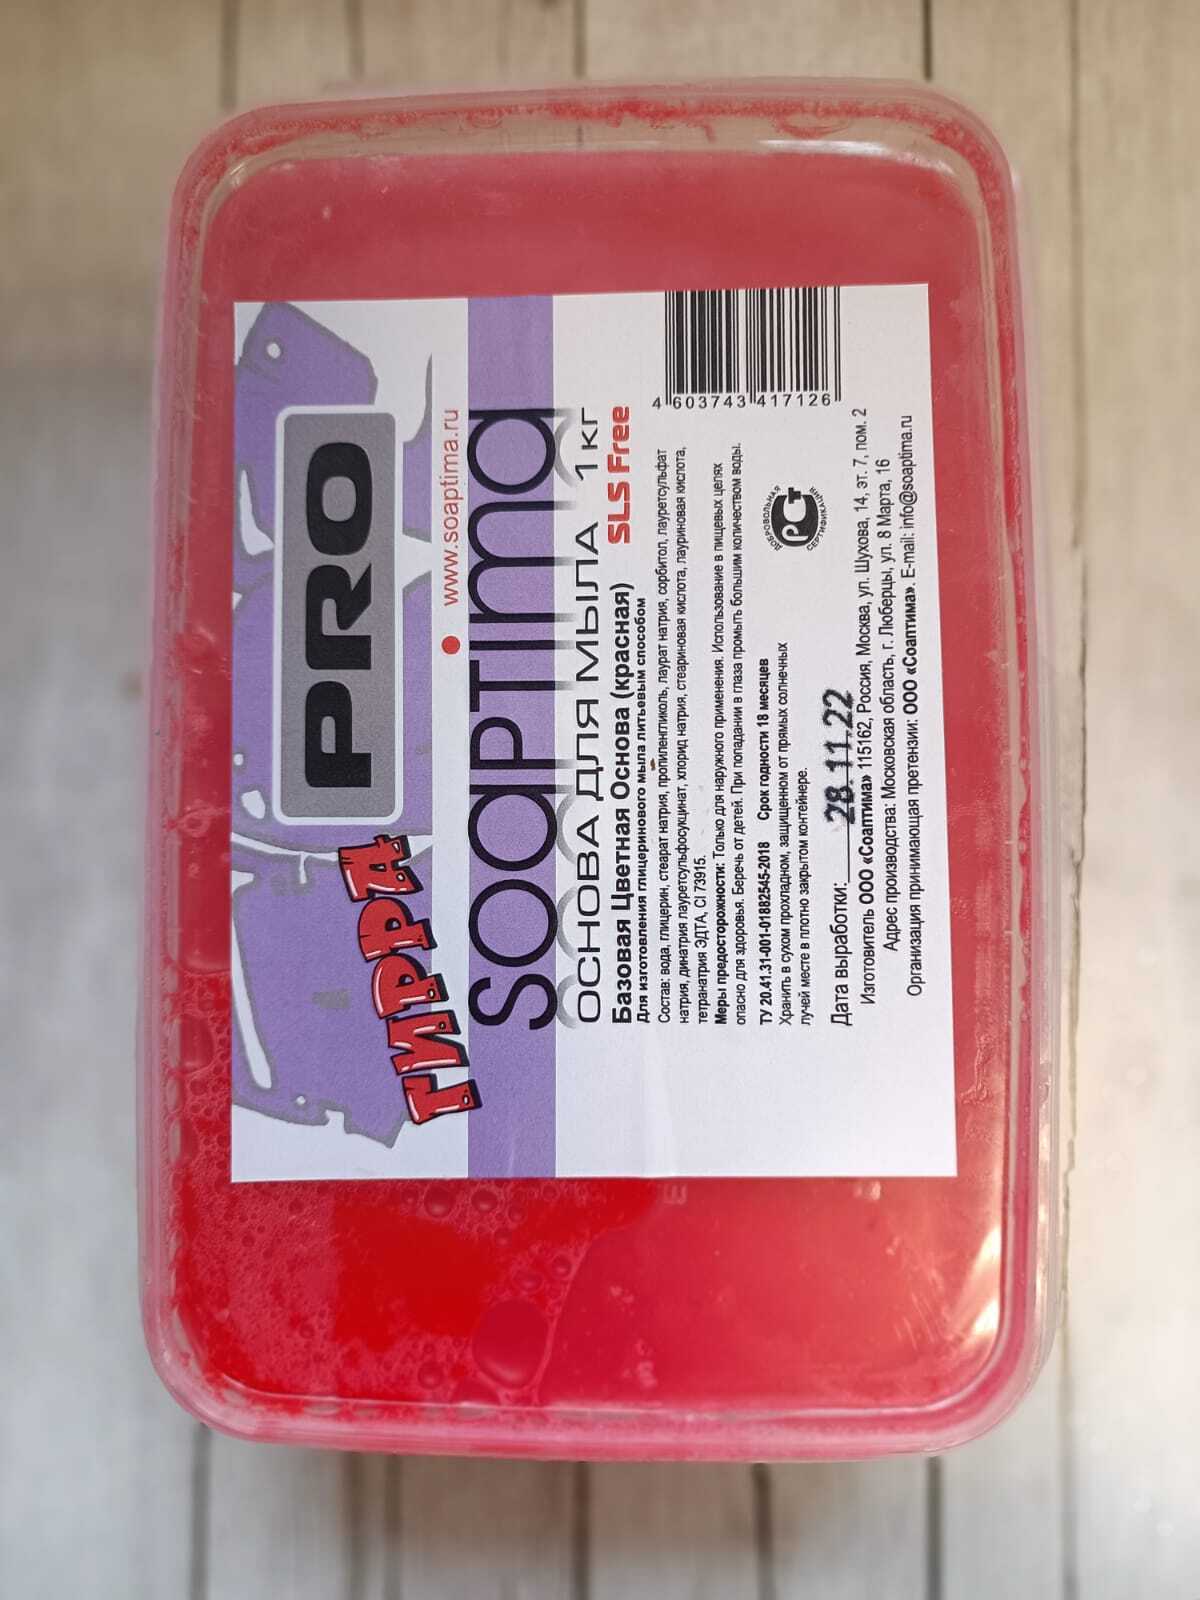 PRO
ГИРРА
www.soaptima.ru
soaptima
ОСНОВА ДЛЯ МЫЛА 1 КГ
Базовая Цветная Основа (красная) SLS Free
Для изготовления глицеринового мыла литьевым способом
Состав: вода, глицерин, стеарат натрия, пропиленгликоль, лаурат натрия, сорбитол, лауретсульфат
натрия, динатрия лауретсульфосукцинат, хлорид натрия, стеариновая кислота, лауриновая кислота,
тетранатрия ЭДТА, CI 73915.
Меры предосторожности: Только для наружного применения. Использование в пищевых целях
опасно для здоровья. Беречь от детей. При попадании в глаза промыть большим количеством воды.
ТУ 20.41.31-001-01882545-2018 Срок годности 18 месяцев
Хранить в сухом прохладном, защищенном от прямых солнечных
лучей месте в плотно закрытом контейнере.
Дата выработки: 28.11.22
Изготовитель ООО «Соаптима» 115162, Россия, Москва, ул. Шухова, 14, эт. 7, пом. 2
Адрес производства: Московская область, г. Люберцы, ул. 8 Марта, 16
Организация принимающая претензии: ООО «Соаптима». E-mail: info@soaptima.ru
4 603743 417126
ДОБРОВОЛЬНАЯ
РСТ
СЕРТИФИКАЦИЯ